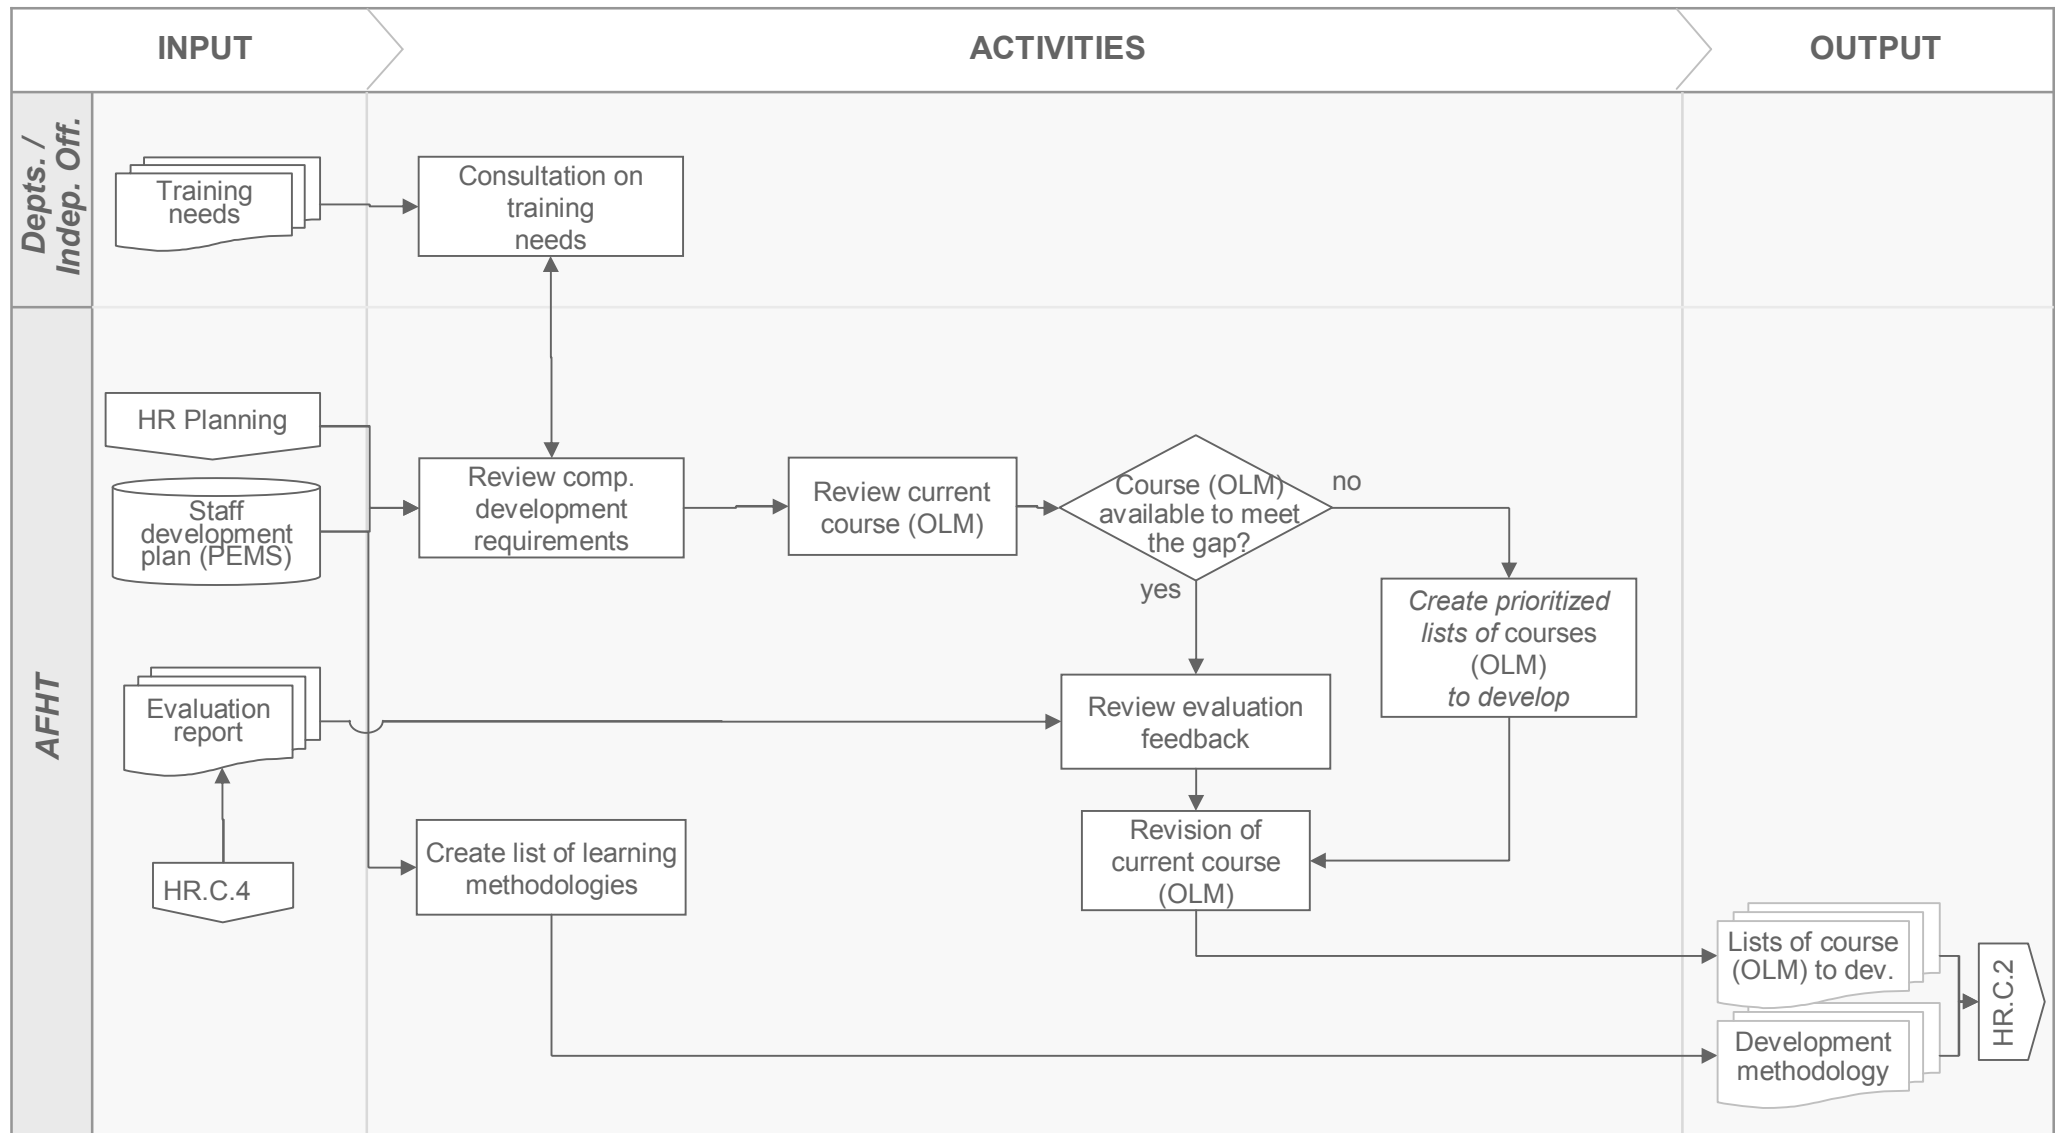 INPUT
ACTIVITIES
OUTPUT
Depts. /
Indep. Off.
Training
needs
Consultation on
training
needs
AFHT
HR Planning
Staff
development
plan (PEMS)
Review comp.
development
requirements
Review current
course (OLM)
Course (OLM)
available to meet
the gap?
no
yes
Create prioritized
lists of courses
(OLM)
to develop
Evaluation
report
Review evaluation
feedback
HR.C.4
Create list of learning
methodologies
Revision of
current course
(OLM)
Lists of course
(OLM) to dev.
Development
methodology
HR.C.2